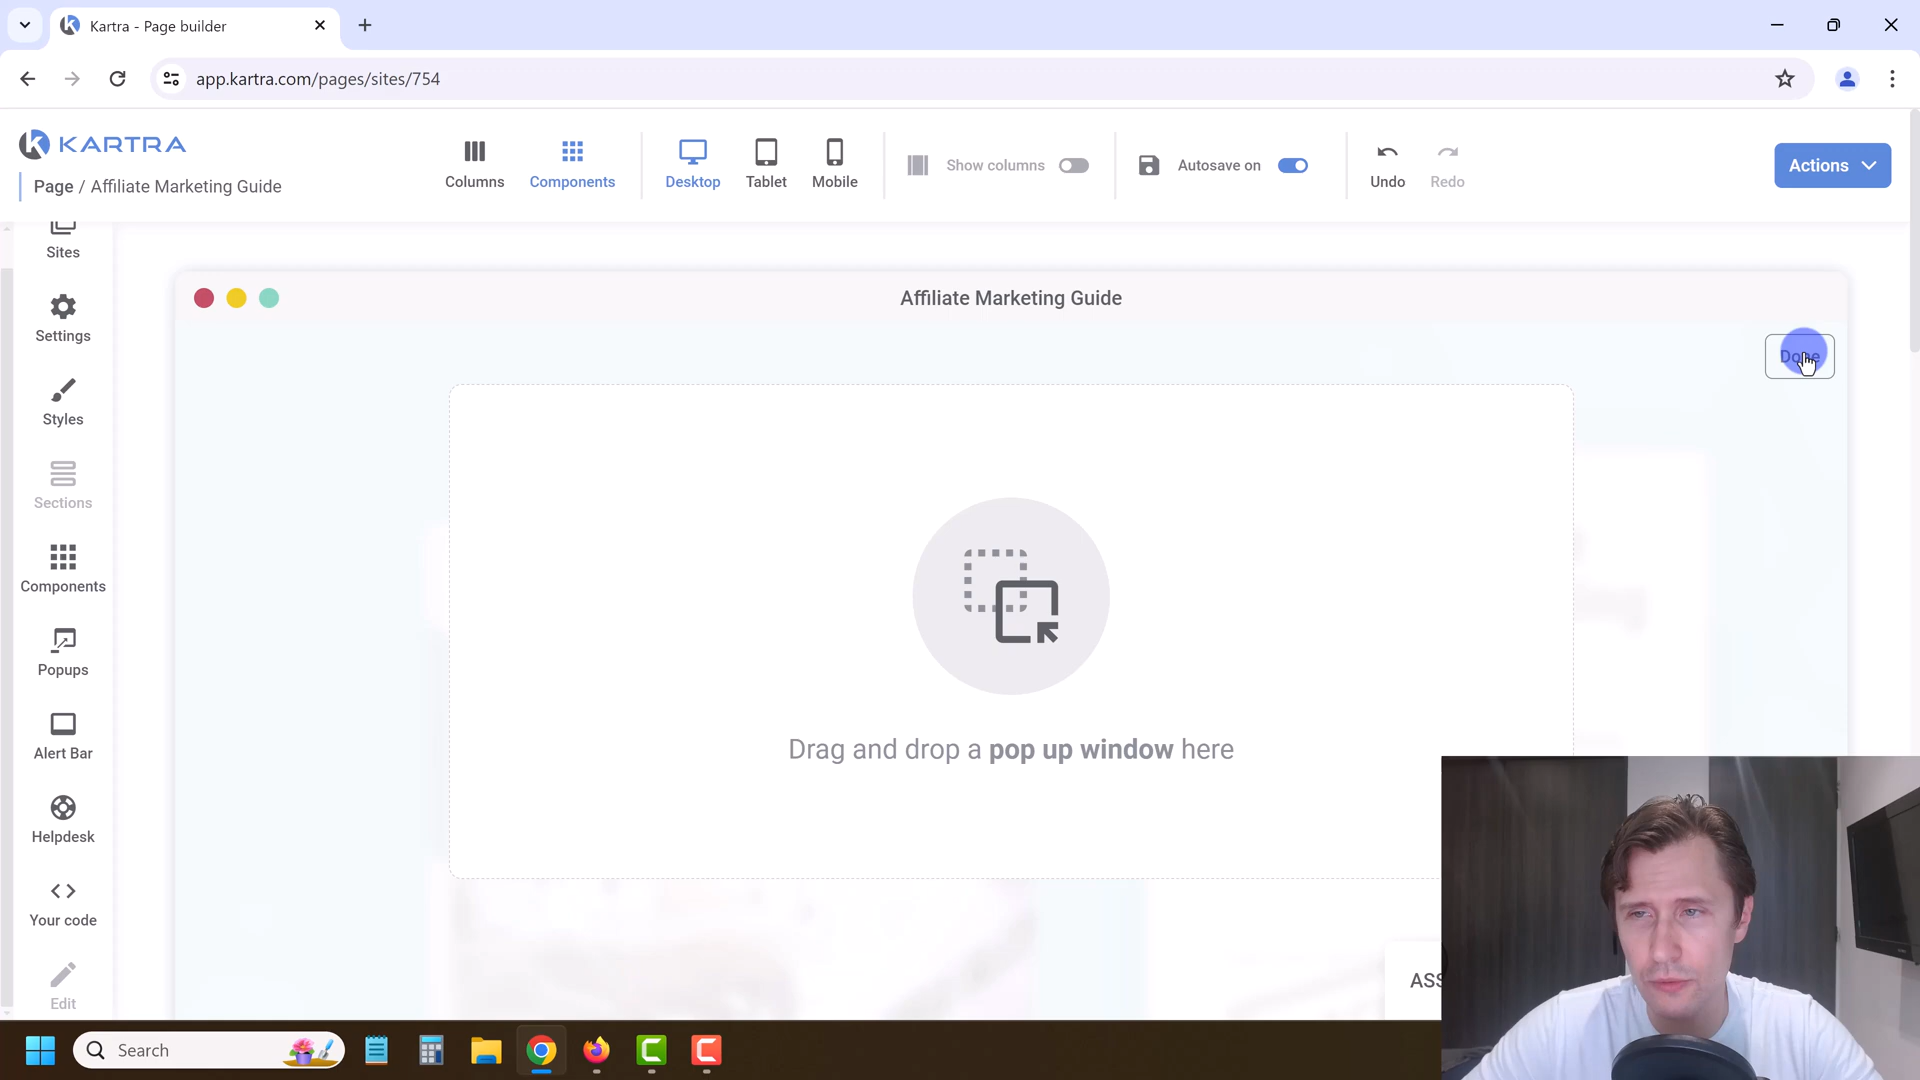 Kartra - Page builder
app.kartra.com/pages/sites/754
KARTRA
Page / Affiliate Marketing Guide
Columns
Components
Desktop
Tablet
Mobile
Show columns
Autosave on
Undo
Redo
Actions
Sites
Settings
Styles
Sections
Components
Popups
Alert Bar
Helpdesk
Your code
Edit
Affiliate Marketing Guide
Done
Drag and drop a pop up window here
ASS
Search